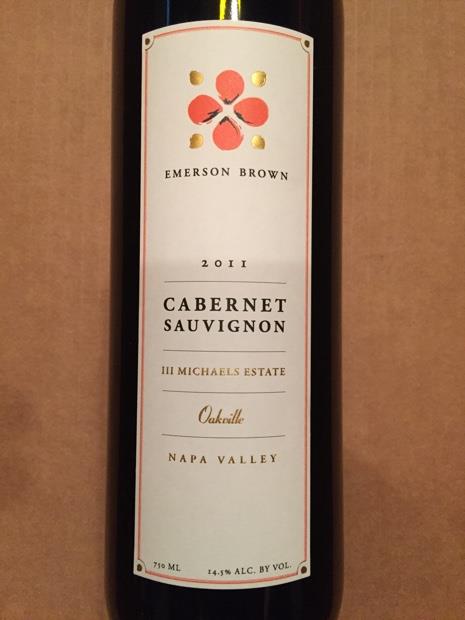 EMERSON BROWN
2011
CABERNET
SAUVIGNON
III MICHAELS ESTATE
Oakville
NAPA VALLEY
750 ML 14.5% ALC. BY VOL.